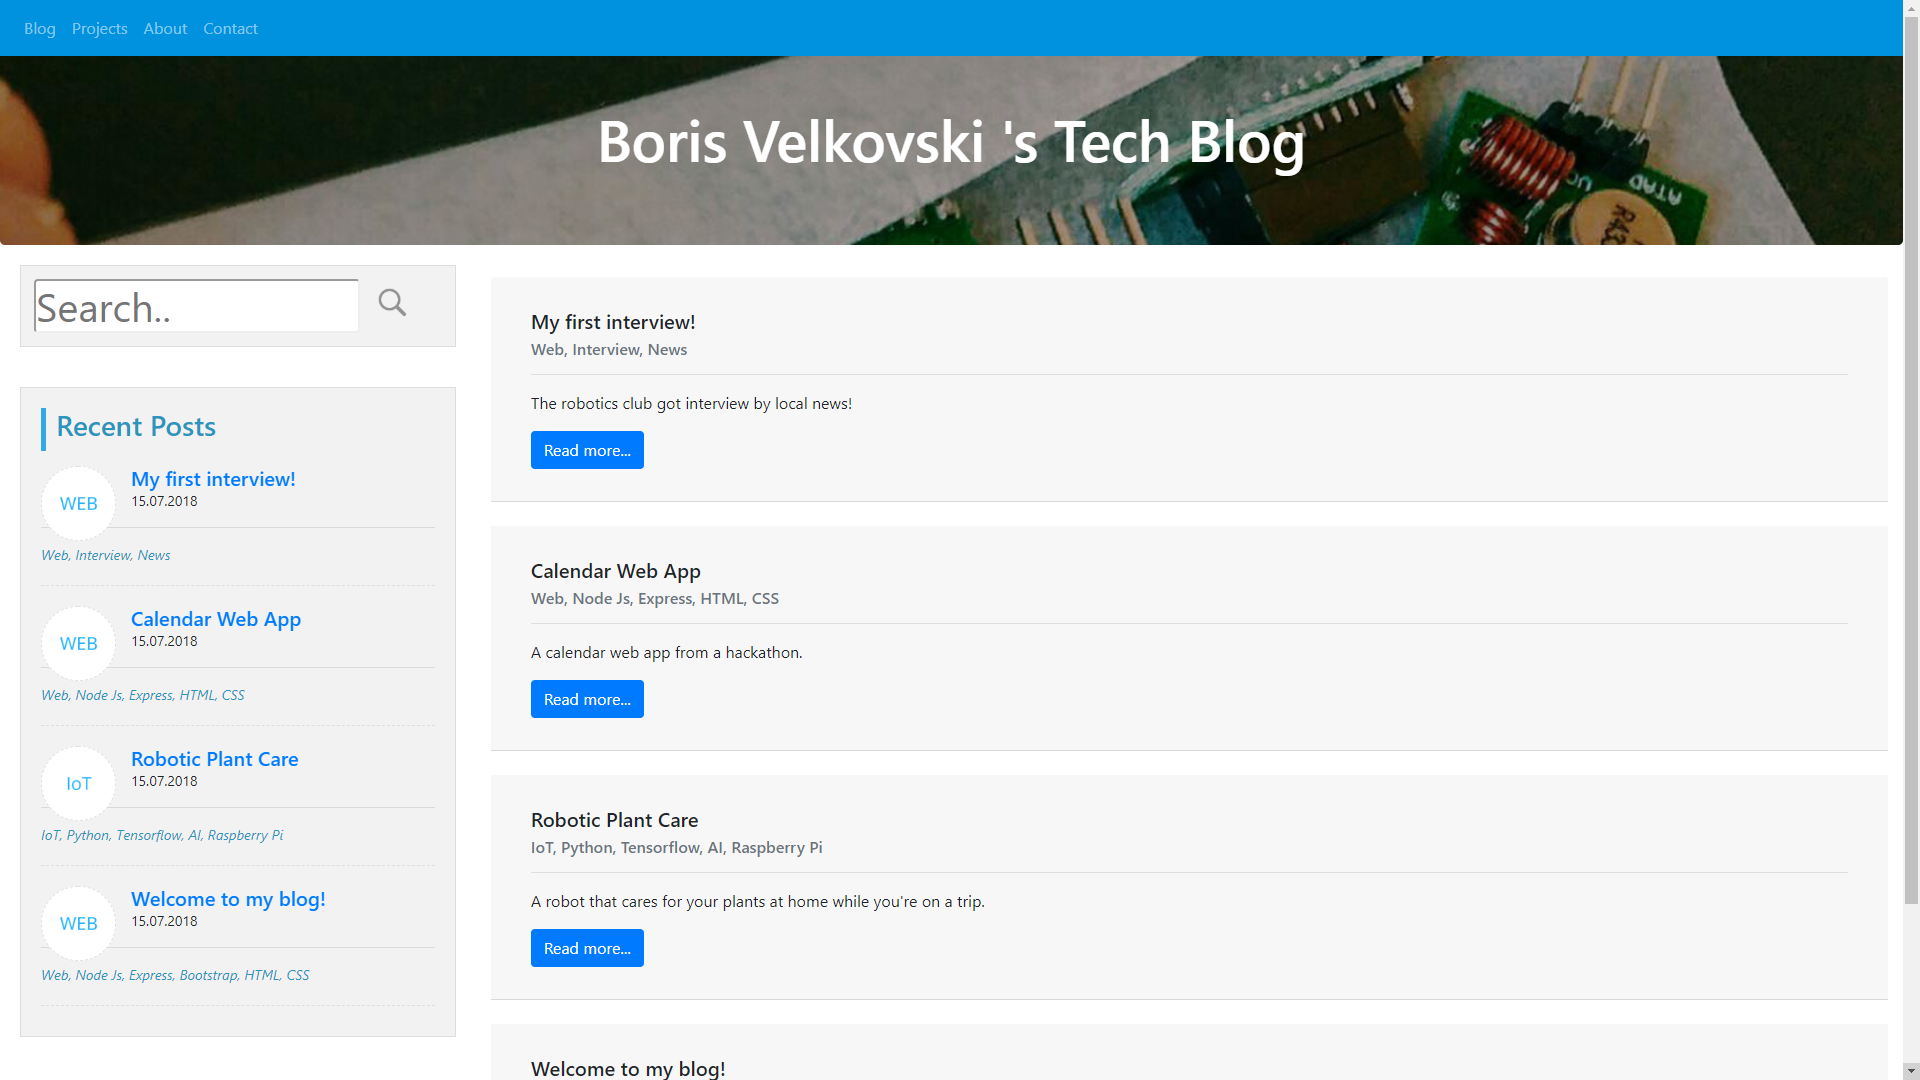 Blog Projects About Contact
Boris Velkovski 's Tech Blog
UC
ATAD
R43
Search..
Recent Posts
WEB
My first interview!
15.07.2018
Web, Interview, News
WEB
Calendar Web App
15.07.2018
Web, Node Js, Express, HTML, CSS
IoT
Robotic Plant Care
15.07.2018
IoT, Python, Tensorflow, AI, Raspberry Pi
WEB
Welcome to my blog!
15.07.2018
Web, Node Js, Express, Bootstrap, HTML, CSS
My first interview!
Web, Interview, News
The robotics club got interview by local news!
Read more...
Calendar Web App
Web, Node Js, Express, HTML, CSS
A calendar web app from a hackathon.
Read more...
Robotic Plant Care
IoT, Python, Tensorflow, AI, Raspberry Pi
A robot that cares for your plants at home while you're on a trip.
Read more...
Welcome to my blog!